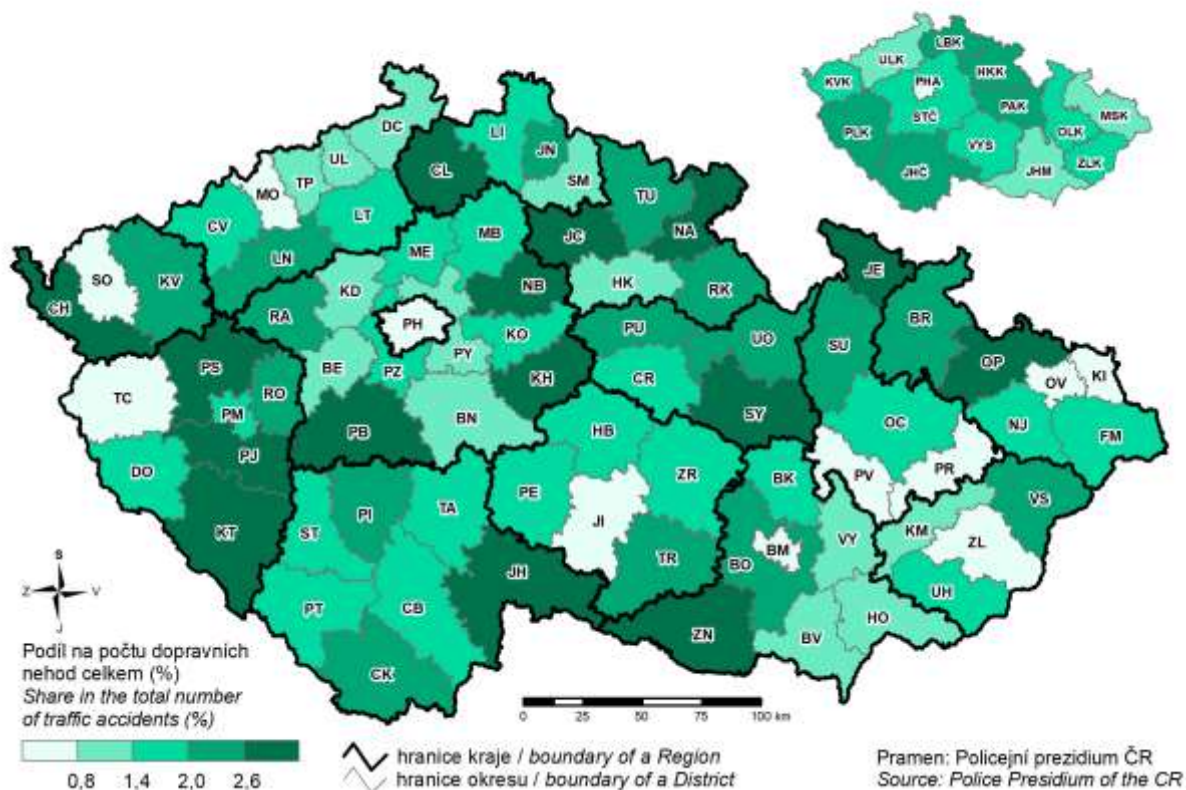 LBK
ULK
HKK
KVK
PHA
PAK
STČ
MSK
PLK
OLK
VYS
ZLK
JHČ
JHM
DC
LI
JN
UL
CL
TP
SM
MO
TU
LT
CV
MB
JC
NA
ME
LN
SO
KV
JE
KD
NB
HK
RK
CH
RA
BR
PH
PU
UO
SU
KO
PS
BE
PY
OP
PZ
OV
KI
TC
RO
CR
KH
PM
SY
OC
NJ
FM
PB
BN
HB
DO
PJ
PV
PR
ZR
BK
PE
VS
ST
PI
TA
JI
KM
KT
ZL
VY
BM
TR
BO
JH
UH
PT
CB
HO
ZN
BV
CK
S
Z V
J
Podíl na počtu dopravních
nehod celkem (%)
Share in the total number
of traffic accidents (%)
0,8 1,4 2,0 2,6
0 25 50 75 100 km
hranice kraje / boundary of a Region
hranice okresu / boundary of a District
Pramen: Policejní prezidium ČR
Source: Police Presidium of the CR